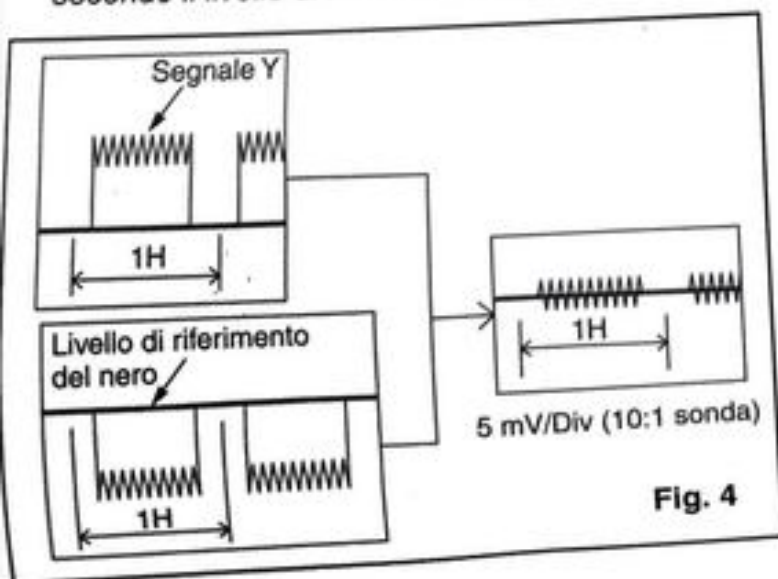 Segnale Y
1H
Livello di riferimento
del nero
1H
1H
5 mV/Div (10:1 sonda)
Fig. 4